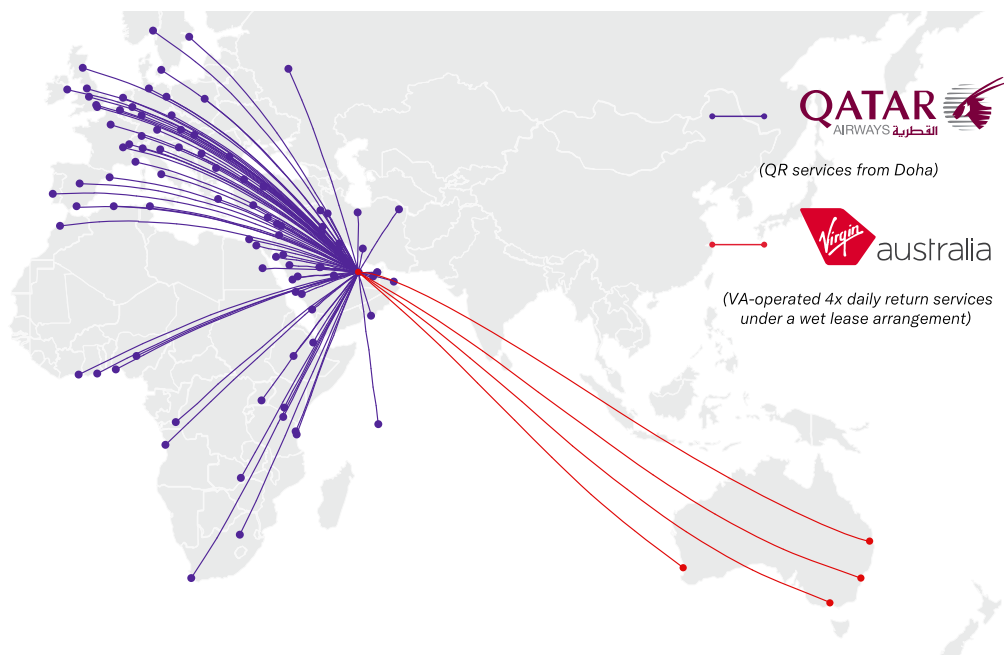 QATAR
AIRWAYS القطرية
(QR services from Doha)
Virgin
australia
(VA-operated 4x daily return services
under a wet lease arrangement)